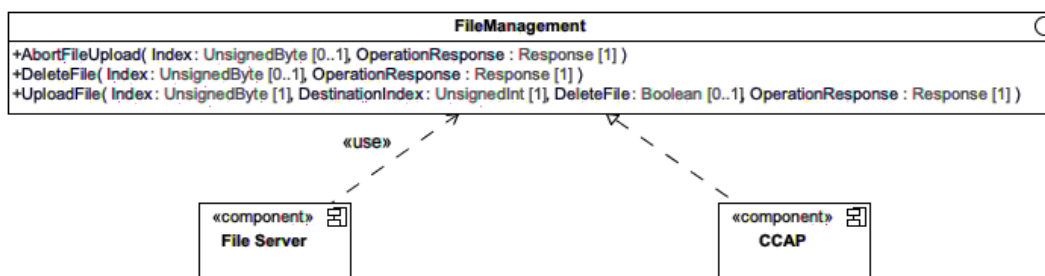 FileManagement
+AbortFileUpload( Index : UnsignedByte [0..1], OperationResponse : Response [1] )
+DeleteFile( Index : UnsignedByte [0..1], OperationResponse : Response [1] )
+UploadFile( Index : UnsignedByte [1], DestinationIndex : UnsignedInt [1], DeleteFile : Boolean [0..1], OperationResponse : Response [1] )
«use»
«component» «component»
File Server CCAP